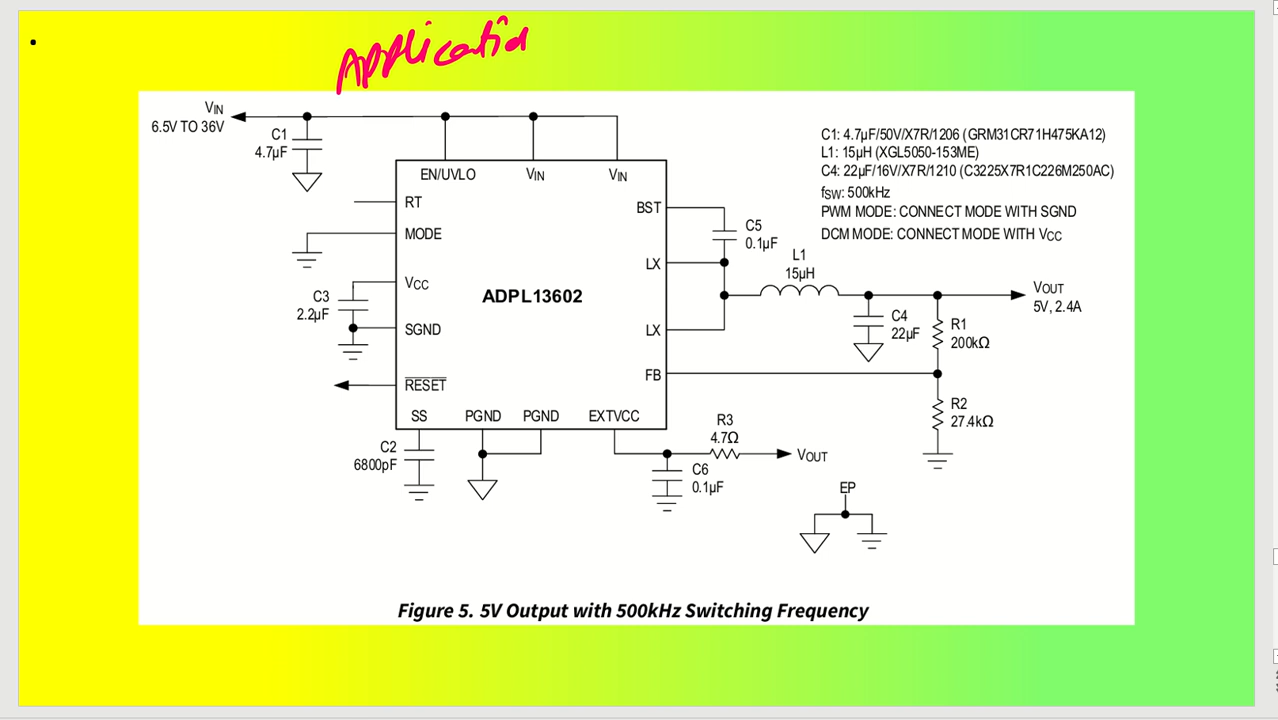 Application
VIN
6.5V TO 36V
C1
4.7µF
EN/UVLO
VIN
VIN
C1: 4.7µF/50V/X7R/1206 (GRM31CR71H475KA12)
L1: 15µH (XGL5050-153ME)
C4: 22µF/16V/X7R/1210 (C3225X7R1C226M250AC)
fSW: 500kHz
PWM MODE: CONNECT MODE WITH SGND
DCM MODE: CONNECT MODE WITH VCC
RT
MODE
VCC
C3
2.2µF
SGND
RESET
ADPL13602
BST
C5
0.1µF
LX
L1
15µH
LX
VOUT
5V, 2.4A
C4
22µF
R1
200kΩ
FB
R2
27.4kΩ
SS
PGND
PGND
EXTVCC
C2
6800pF
R3
4.7Ω
VOUT
C6
0.1µF
EP
Figure 5. 5V Output with 500kHz Switching Frequency